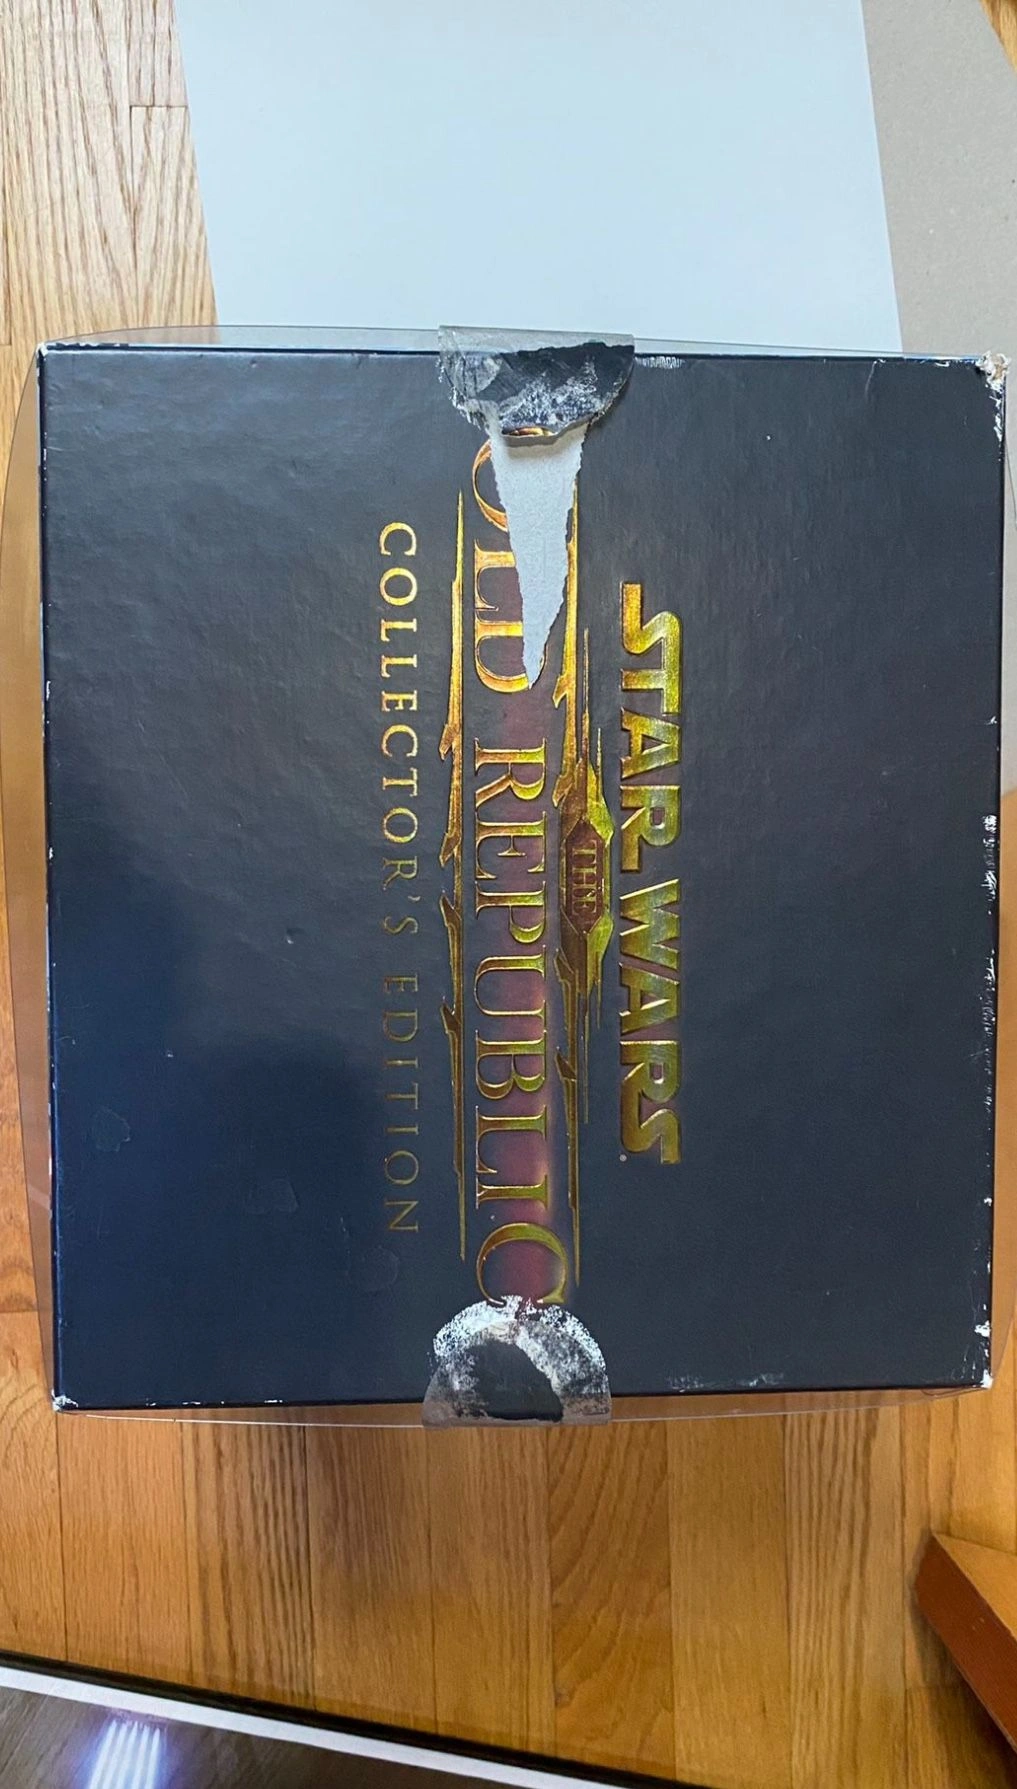 STAR WARS
THE
OLD REPUBLIC
COLLECTOR'S EDITION